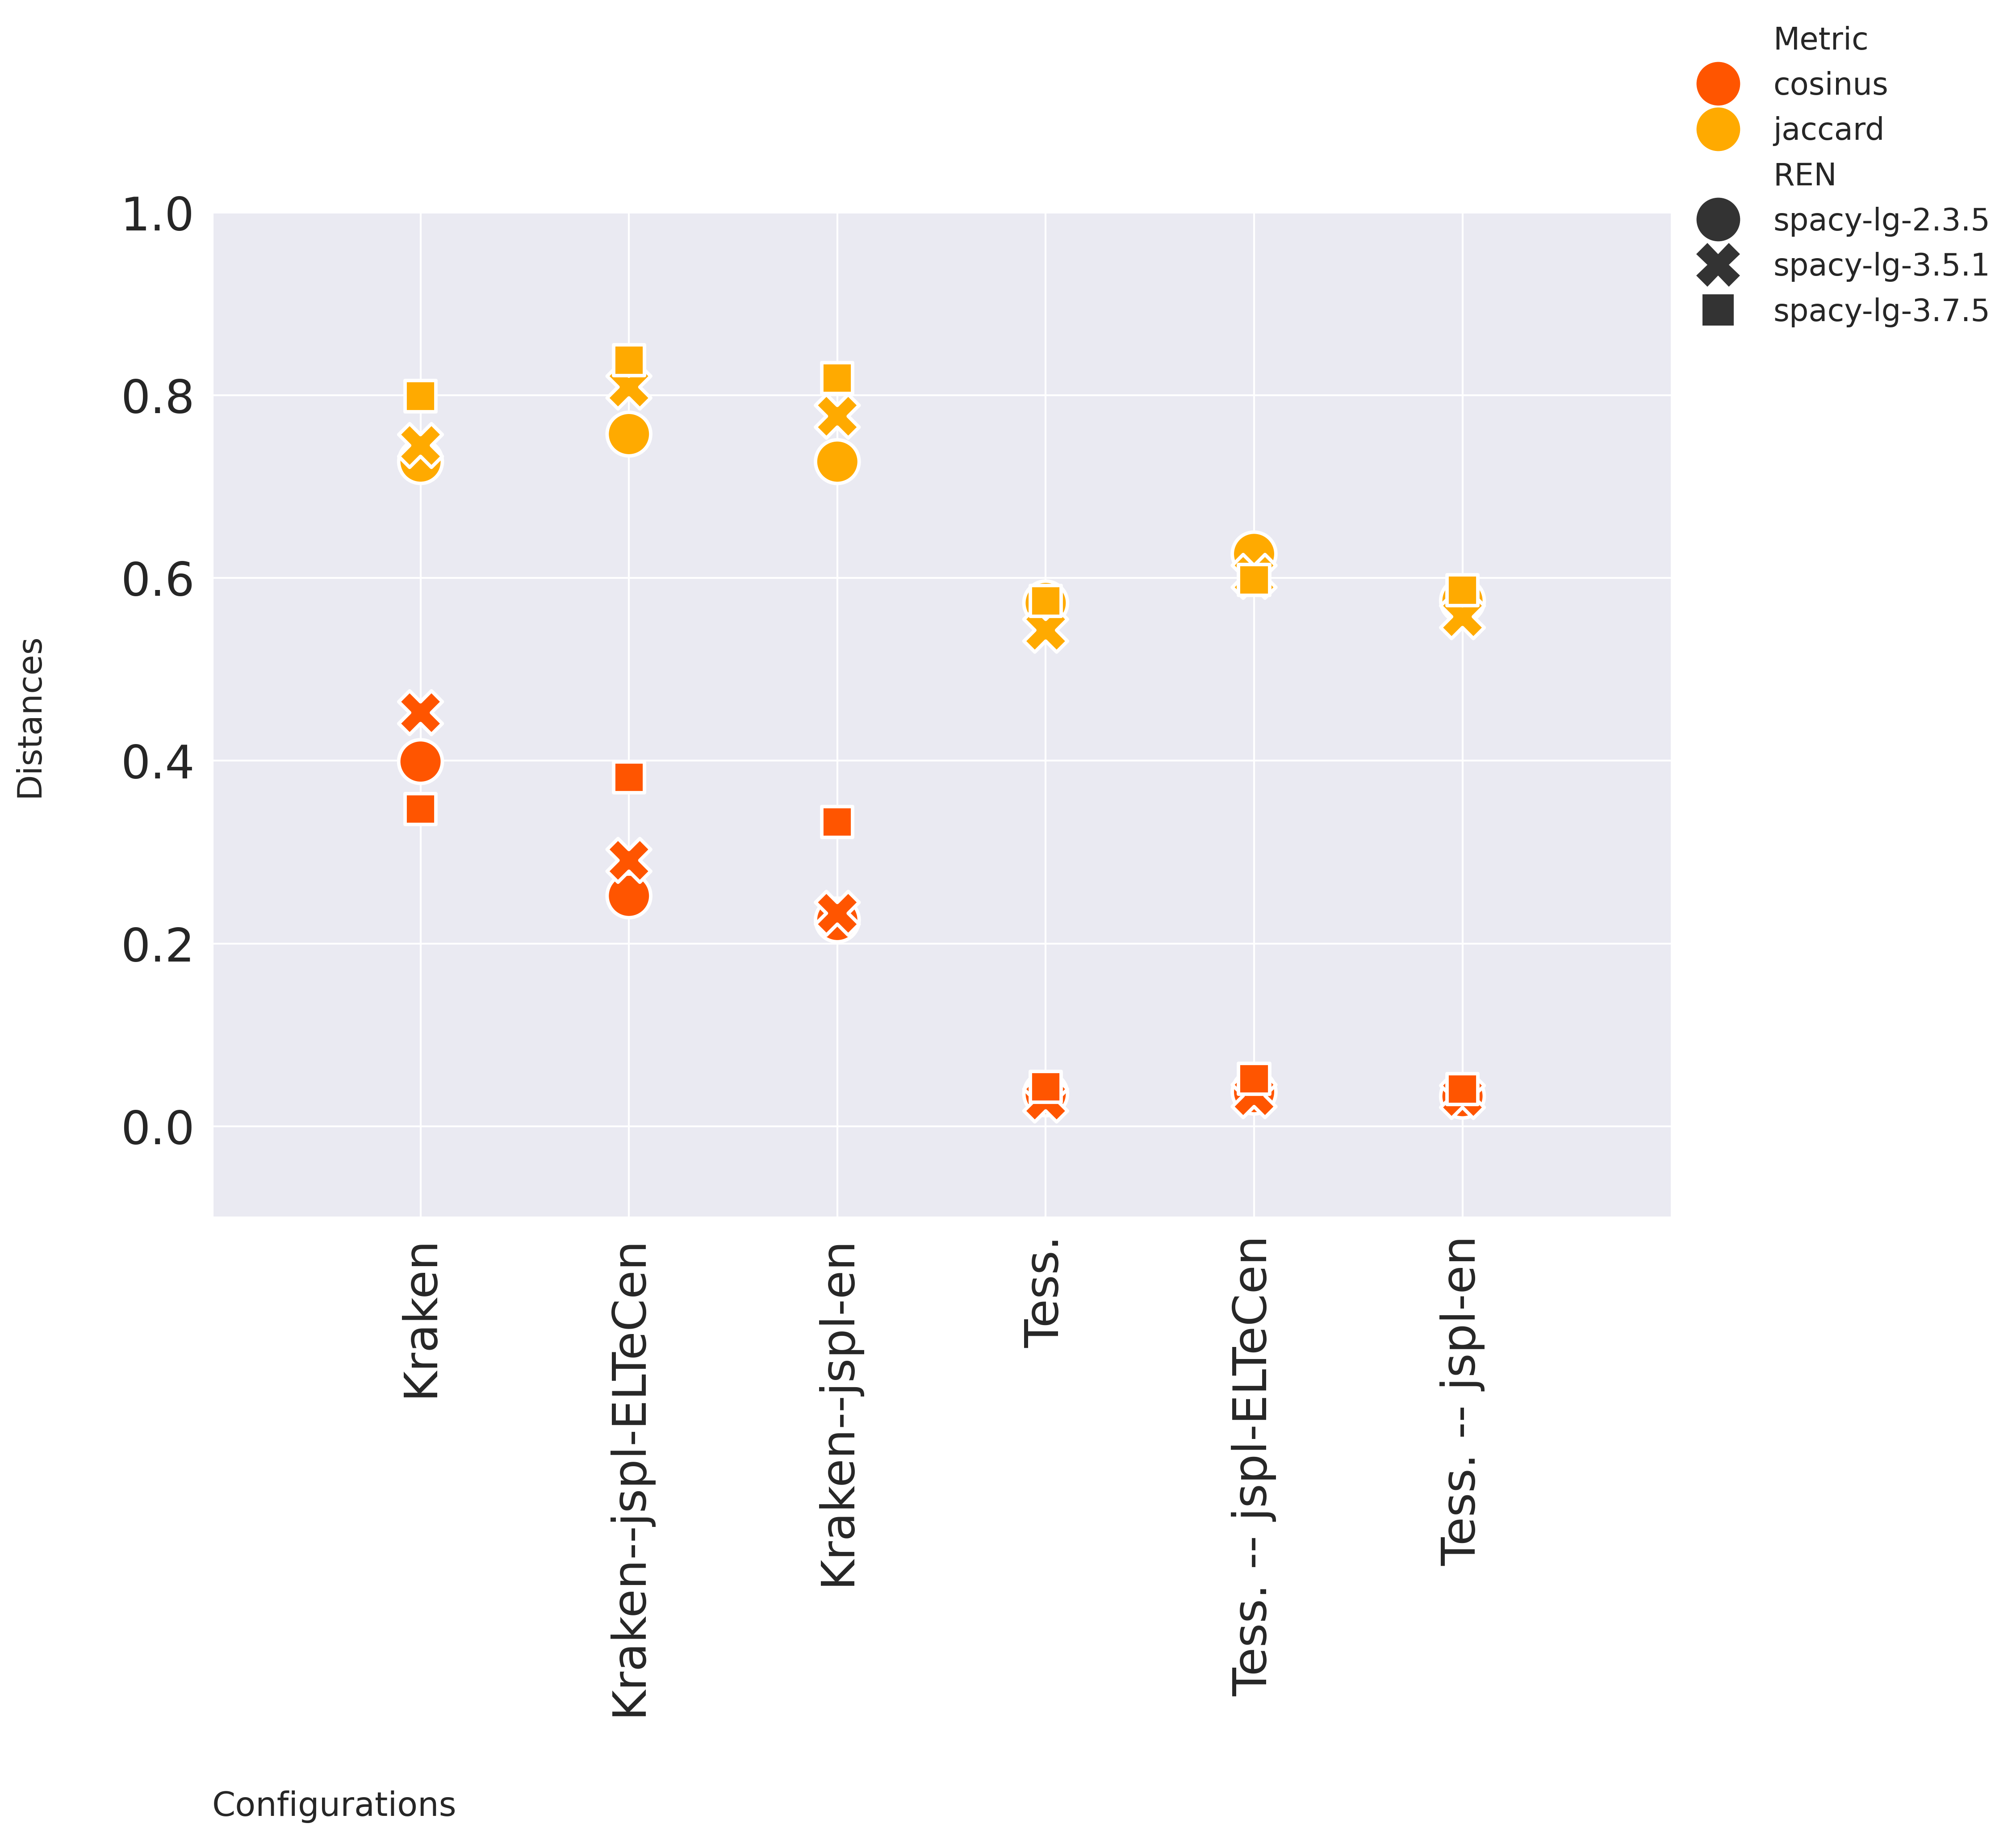 Metric
cosinus
jaccard
REN
spacy-lg-2.3.5
spacy-lg-3.5.1
spacy-lg-3.7.5
1.0
0.8
0.6
0.4
0.2
0.0
Distances
Kraken
Kraken--jspl-ELTeCen
Kraken--jspl-en
Tess.
Tess. -- jspl-ELTeCen
Tess. -- jspl-en
Configurations